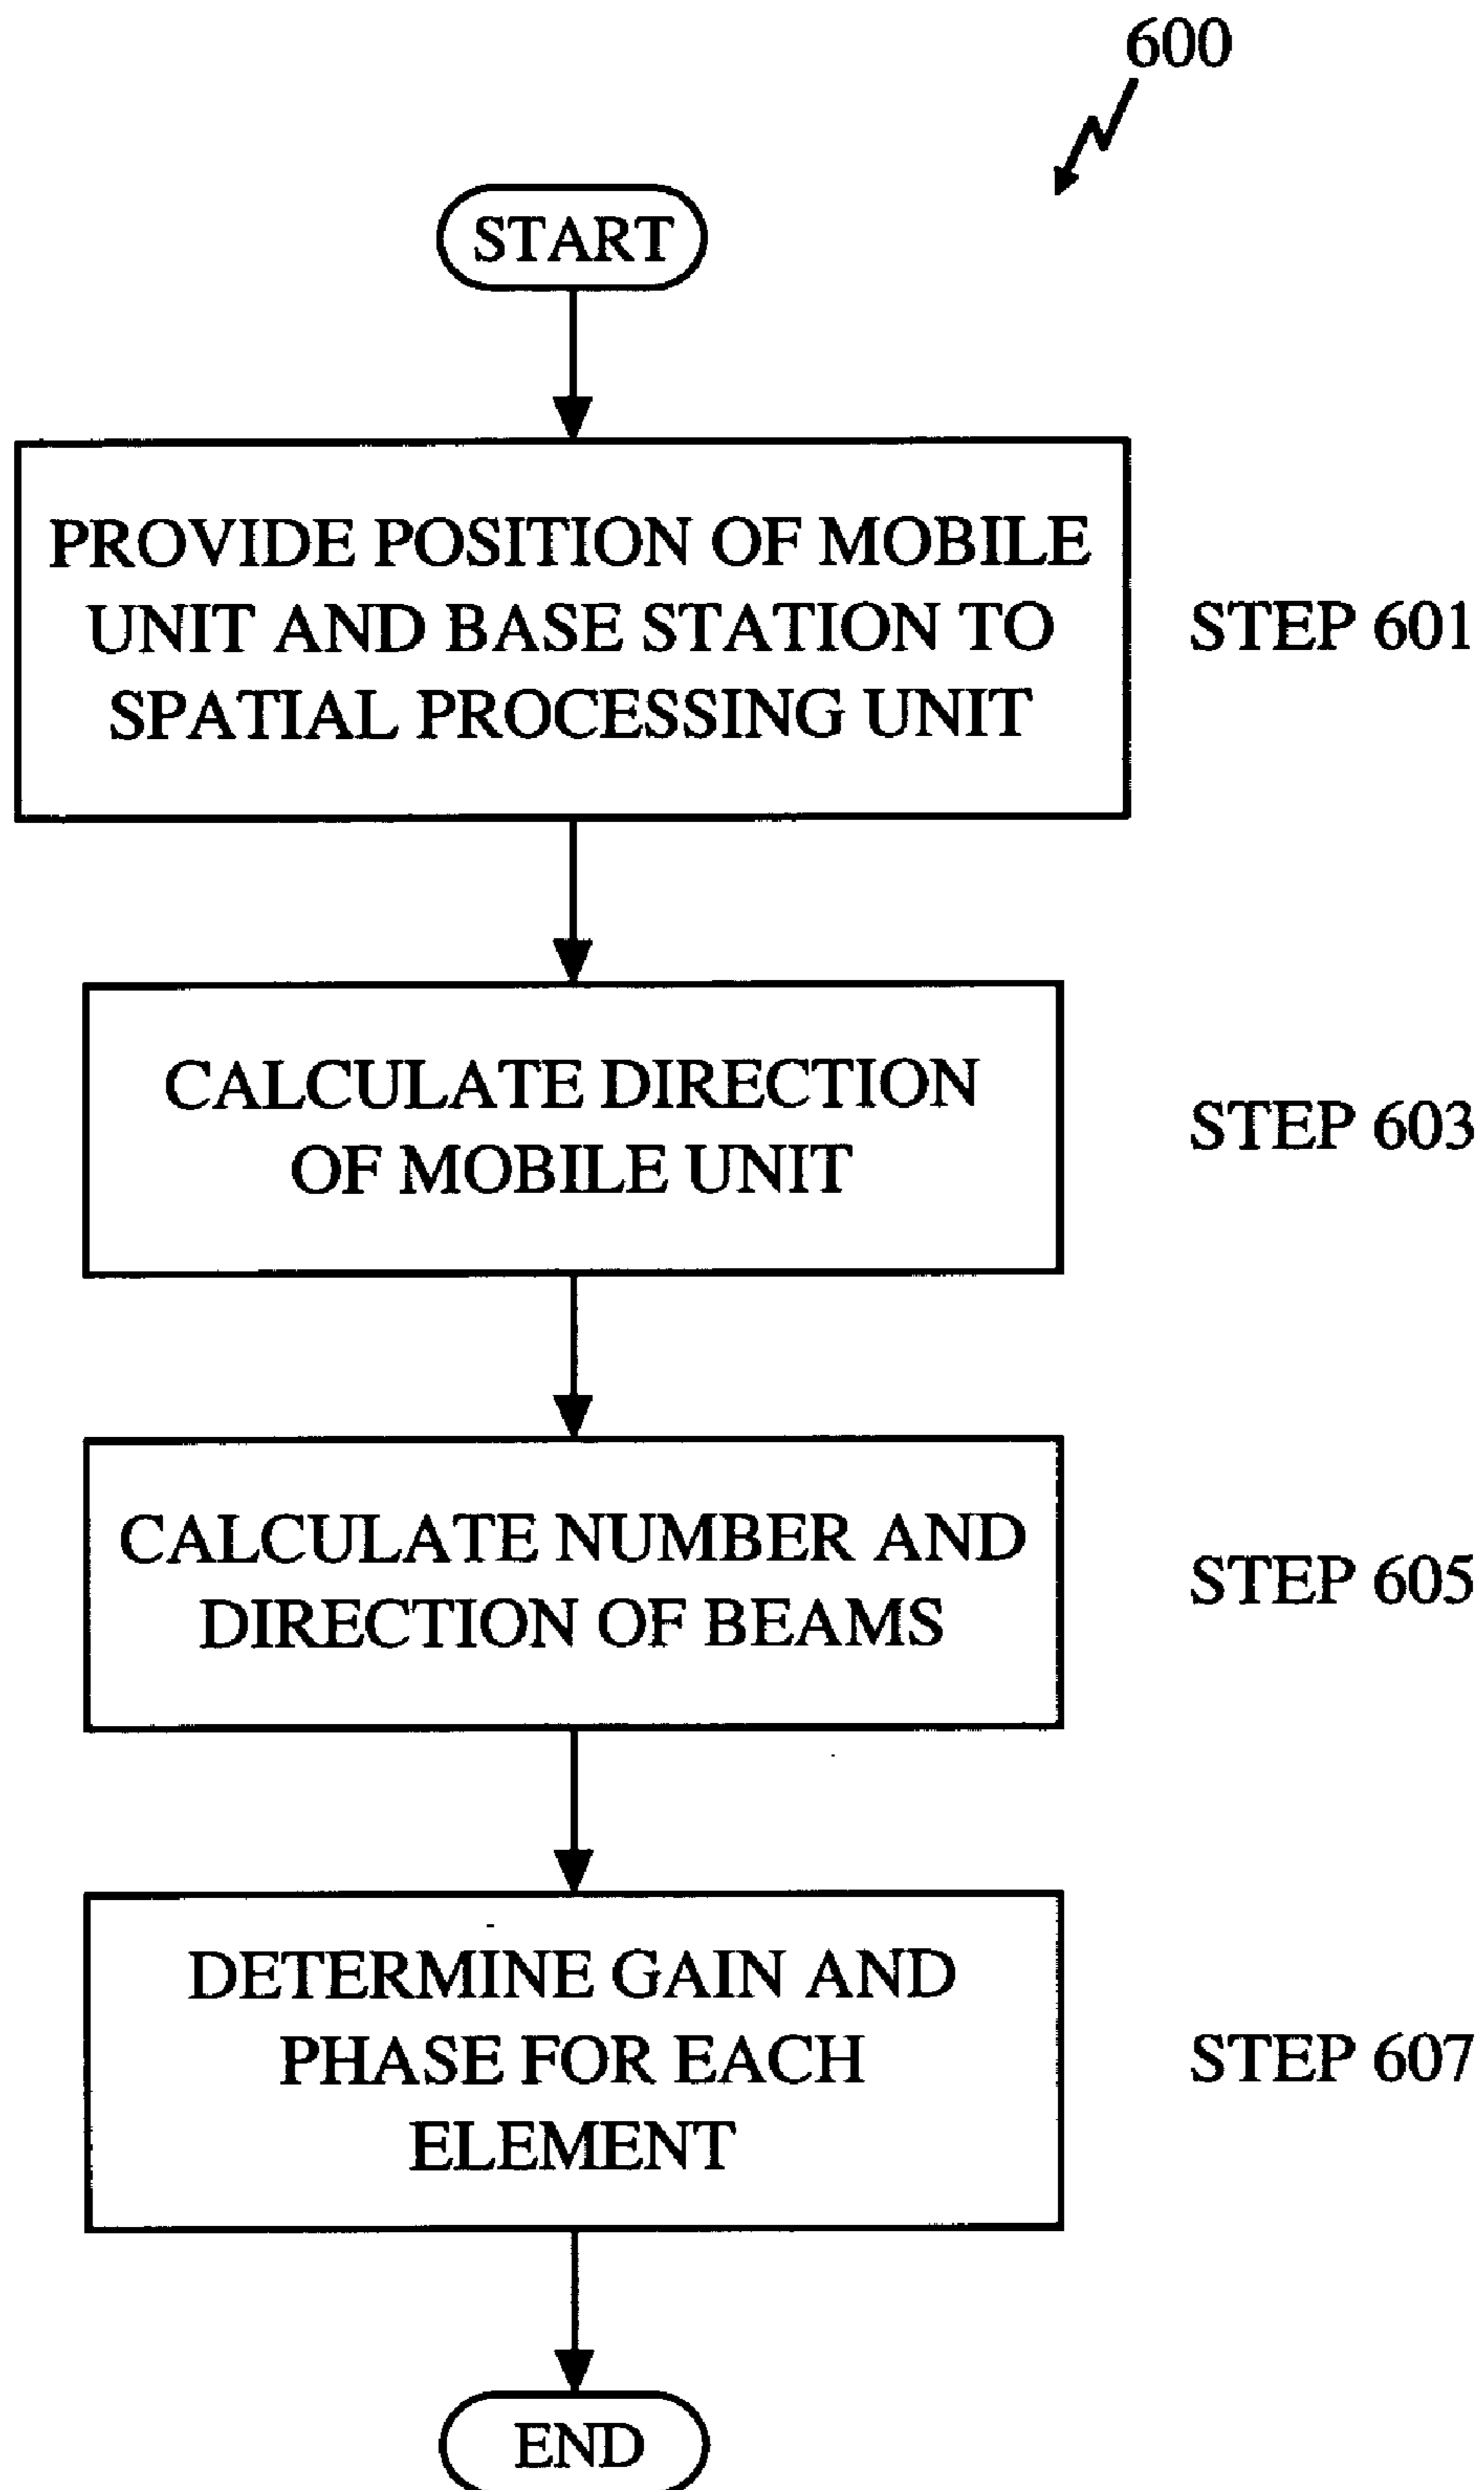 600
START
PROVIDE POSITION OF MOBILE
UNIT AND BASE STATION TO
SPATIAL PROCESSING UNIT
STEP 601
CALCULATE DIRECTION
OF MOBILE UNIT
STEP 603
CALCULATE NUMBER AND
DIRECTION OF BEAMS
STEP 605
DETERMINE GAIN AND
PHASE FOR EACH
ELEMENT
STEP 607
END